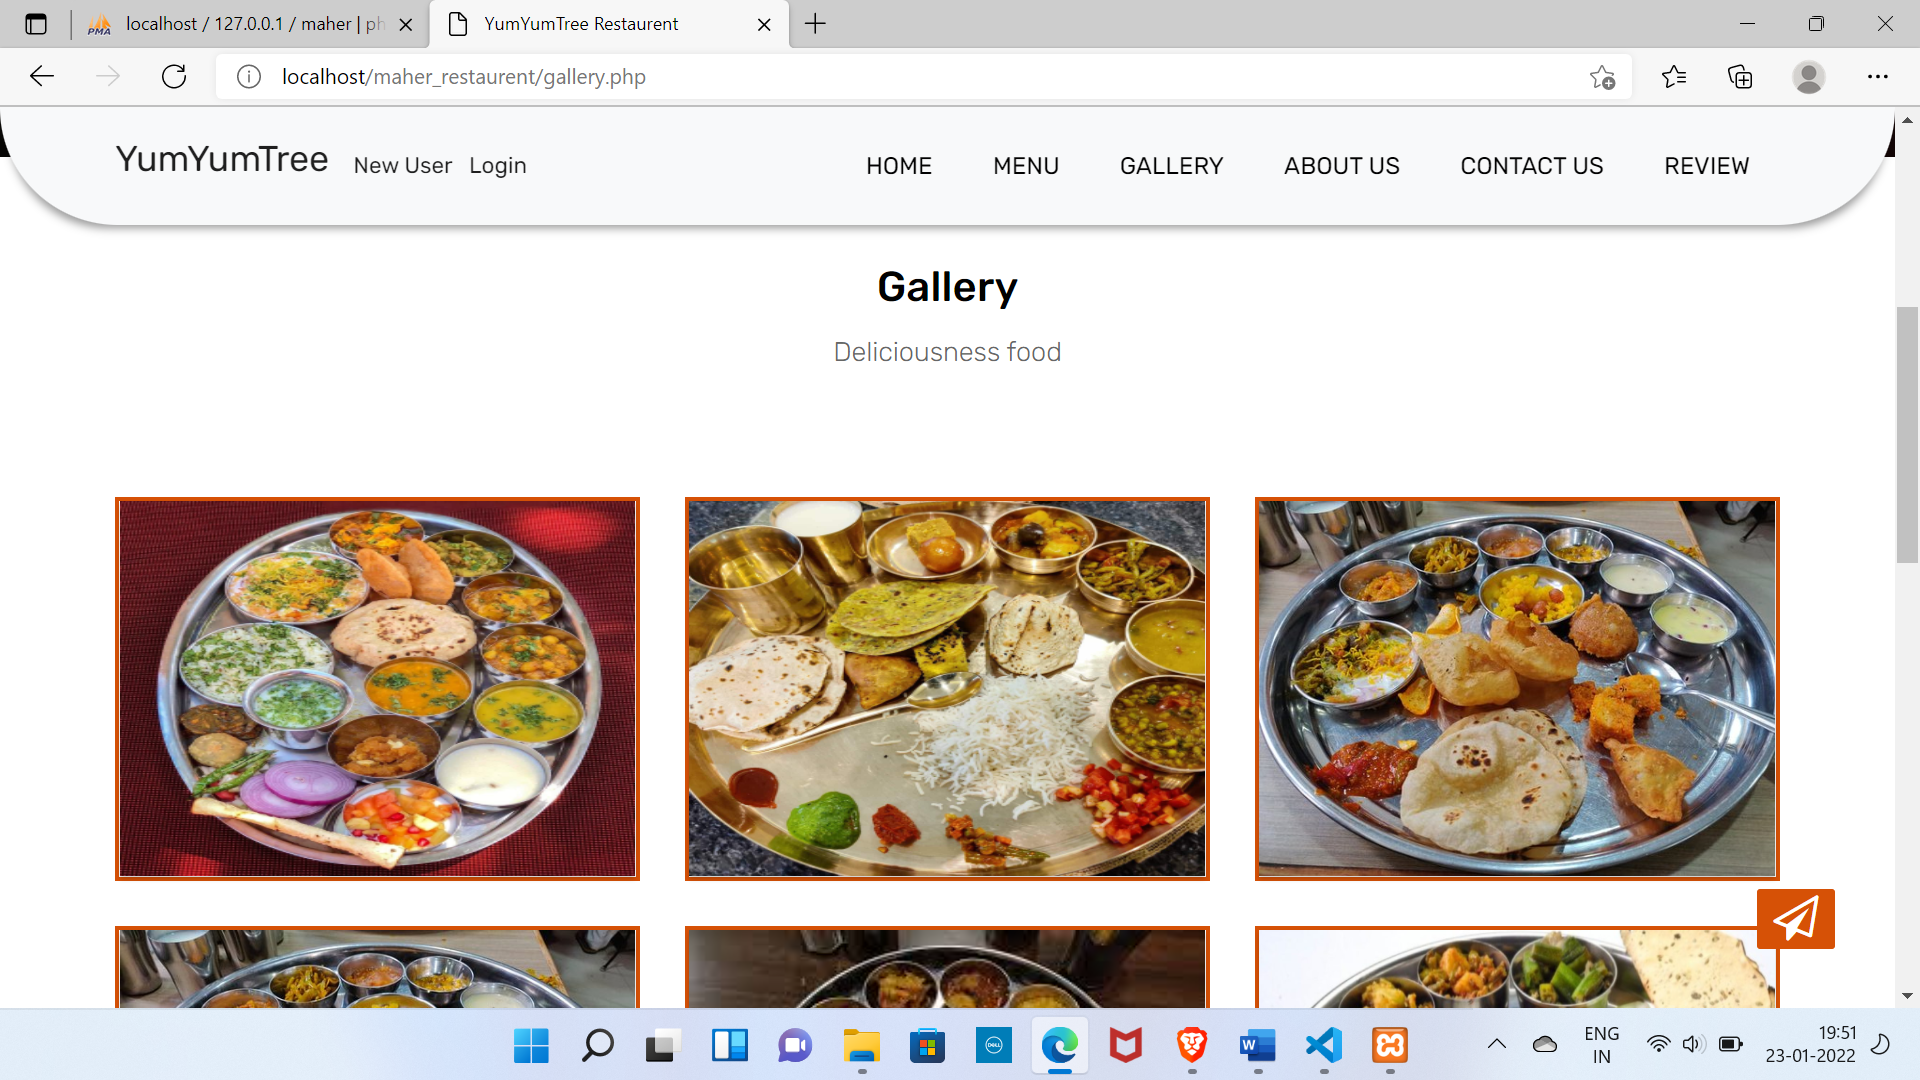 localhost / 127.0.0.1 / maher | ph
YumYumTree Restaurent
localhost/maher_restaurent/gallery.php
YumYumTree New User Login HOME MENU GALLERY ABOUT US CONTACT US REVIEW
Gallery
Deliciousness food
ENG
IN
19:51
23-01-2022